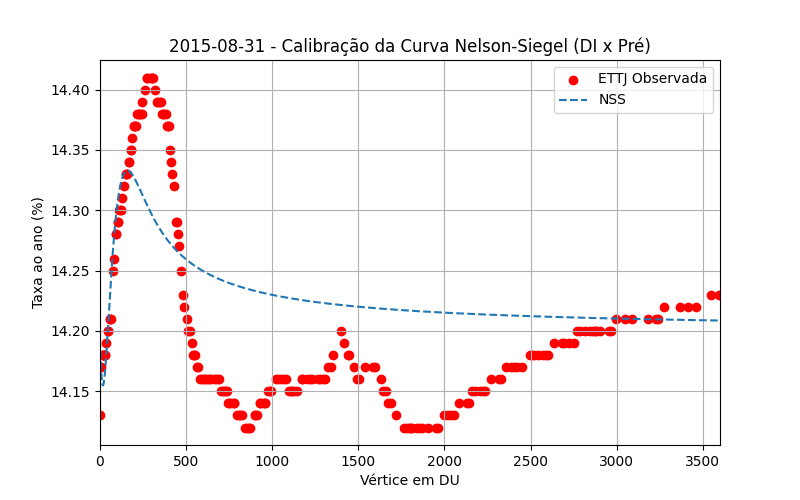 2015-08-31 - Calibração da Curva Nelson-Siegel (DI x Pré)
ETTJ Observada
NSS
Taxa ao ano (%)
14.40
14.35
14.30
14.25
14.20
14.15
0 500 1000 1500 2000 2500 3000 3500
Vértice em DU